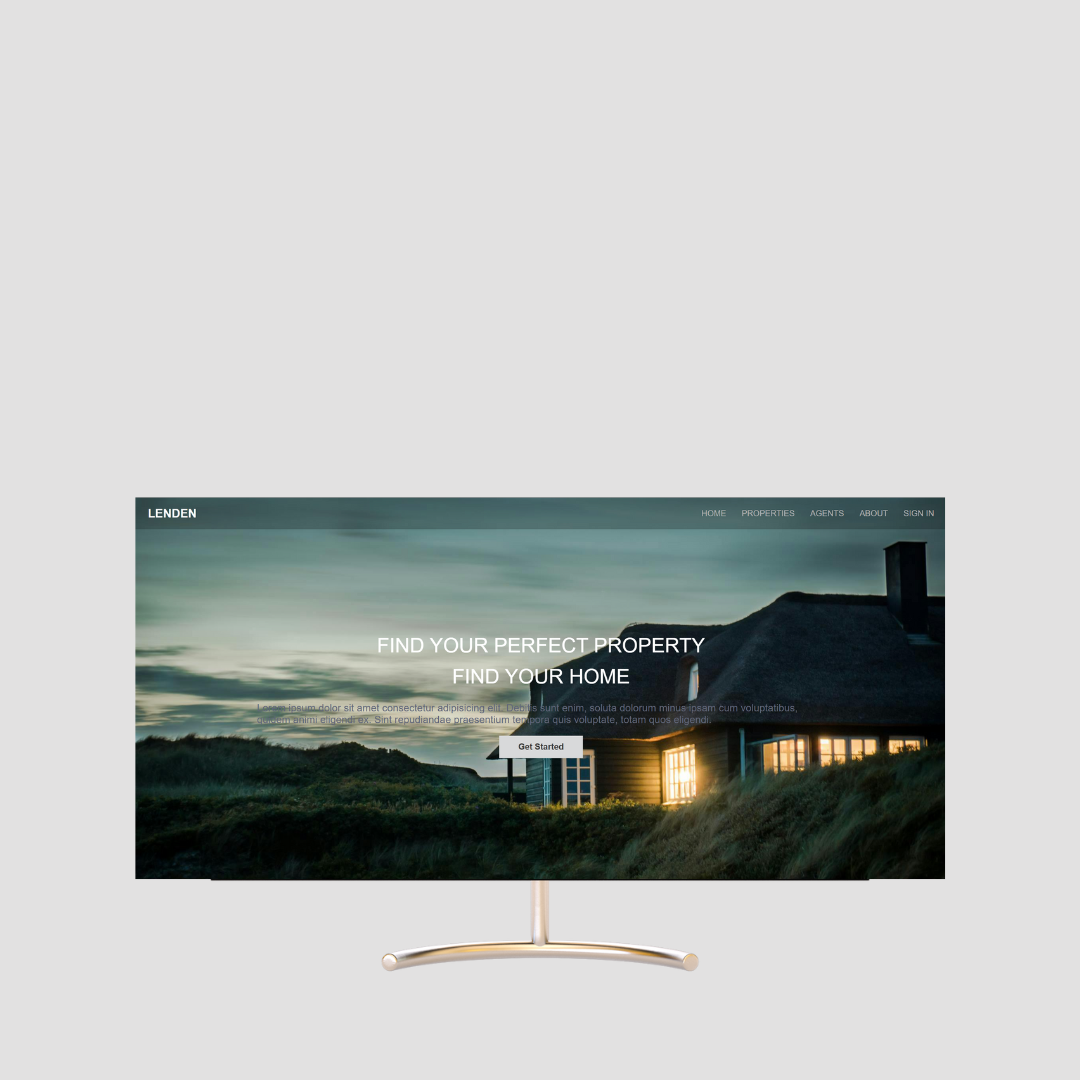 LENDEN
HOME PROPERTIES AGENTS ABOUT SIGN IN
FIND YOUR PERFECT PROPERTY
FIND YOUR HOME
Lorem ipsum dolor sit amet consectetur adipisicing elit. Debitis sunt enim, soluta dolorum minus ipsam cum voluptatibus,
animi eligendi ex. Sint repudiandae praesentium tempora quis voluptate, totam quos eligendi.
Get Started